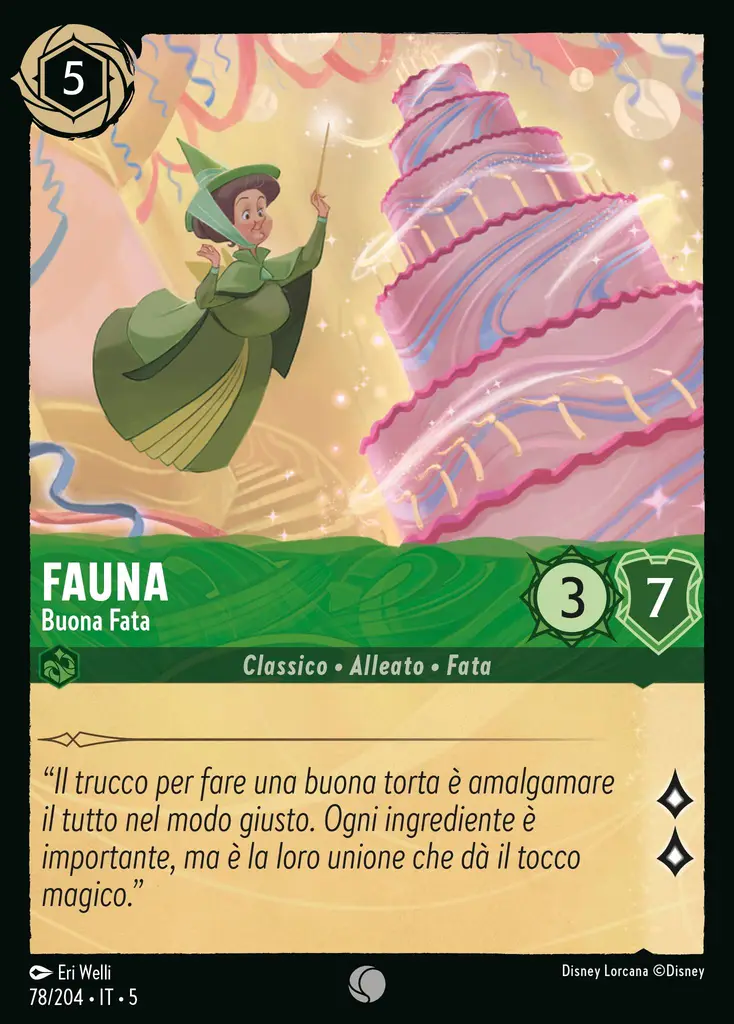 5
FAUNA
Buona Fata
3
7
Classico • Alleato • Fata
“Il trucco per fare una buona torta è amalgamare
il tutto nel modo giusto. Ogni ingrediente è
importante, ma è la loro unione che dà il tocco
magico.”
Eri Welli
Disney Lorcana ©Disney
78/204 • IT • 5